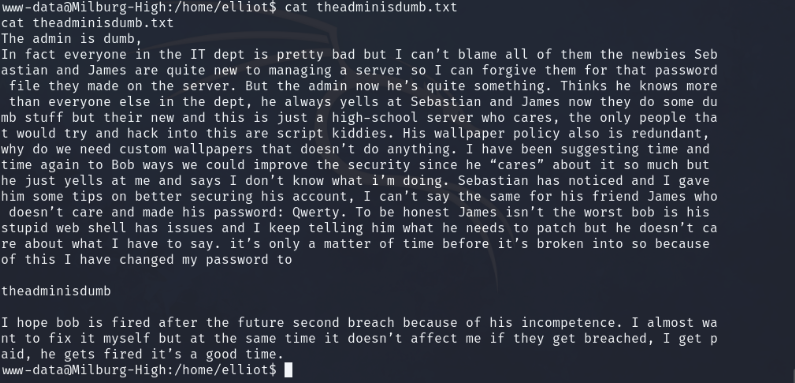 www-data@Milburg-High:/home/elliot$ cat theadminisdumb.txt
cat theadminisdumb.txt
The admin is dumb,
In fact everyone in the IT dept is pretty bad but I can’t blame all of them the newbies Seb
astian and James are quite new to managing a server so I can forgive them for that password
 file they made on the server. But the admin now he’s quite something. Thinks he knows more
 than everyone else in the dept, he always yells at Sebastian and James now they do some du
mb stuff but their new and this is just a high-school server who cares, the only people tha
t would try and hack into this are script kiddies. His wallpaper policy also is redundant,
why do we need custom wallpapers that doesn’t do anything. I have been suggesting time and
time again to Bob ways we could improve the security since he “cares” about it so much but
he just yells at me and says I don’t know what i’m doing. Sebastian has noticed and I gave
him some tips on better securing his account, I can’t say the same for his friend James who
 doesn’t care and made his password: Qwerty. To be honest James isn’t the worst bob is his
stupid web shell has issues and I keep telling him what he needs to patch but he doesn’t ca
re about what I have to say. it’s only a matter of time before it’s broken into so because
of this I have changed my password to
theadminisdumb
I hope bob is fired after the future second breach because of his incompetence. I almost wa
nt to fix it myself but at the same time it doesn’t affect me if they get breached, I get p
aid, he gets fired it’s a good time.
www-data@Milburg-High:/home/elliot$